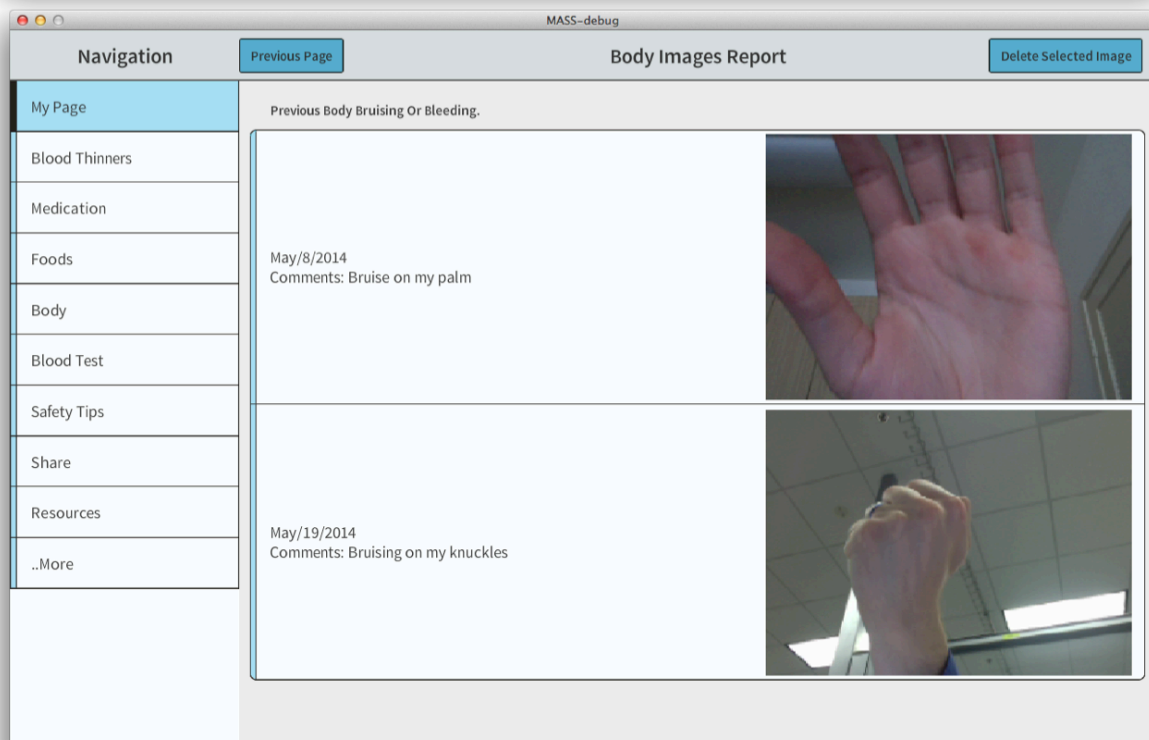 MASS-debug
Navigation
Previous Page
Body Images Report
Delete Selected Image
My Page
Blood Thinners
Medication
Foods
Body
Blood Test
Safety Tips
Share
Resources
..More
Previous Body Bruising Or Bleeding.
May/8/2014
Comments: Bruise on my palm
May/19/2014
Comments: Bruising on my knuckles